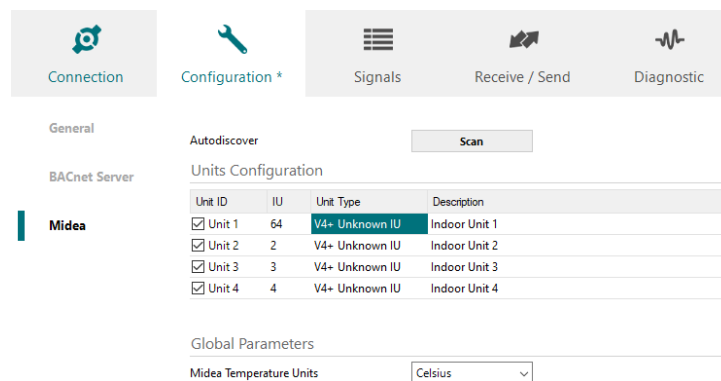 Connection Configuration * Signals Receive / Send Diagnostic
General
Autodiscover Scan
BACnet Server
Units Configuration
Unit ID IU Unit Type Description
Midea
Unit 1 64 V4+ Unknown IU Indoor Unit 1
Unit 2 2 V4+ Unknown IU Indoor Unit 2
Unit 3 3 V4+ Unknown IU Indoor Unit 3
Unit 4 4 V4+ Unknown IU Indoor Unit 4
Global Parameters
Midea Temperature Units Celsius